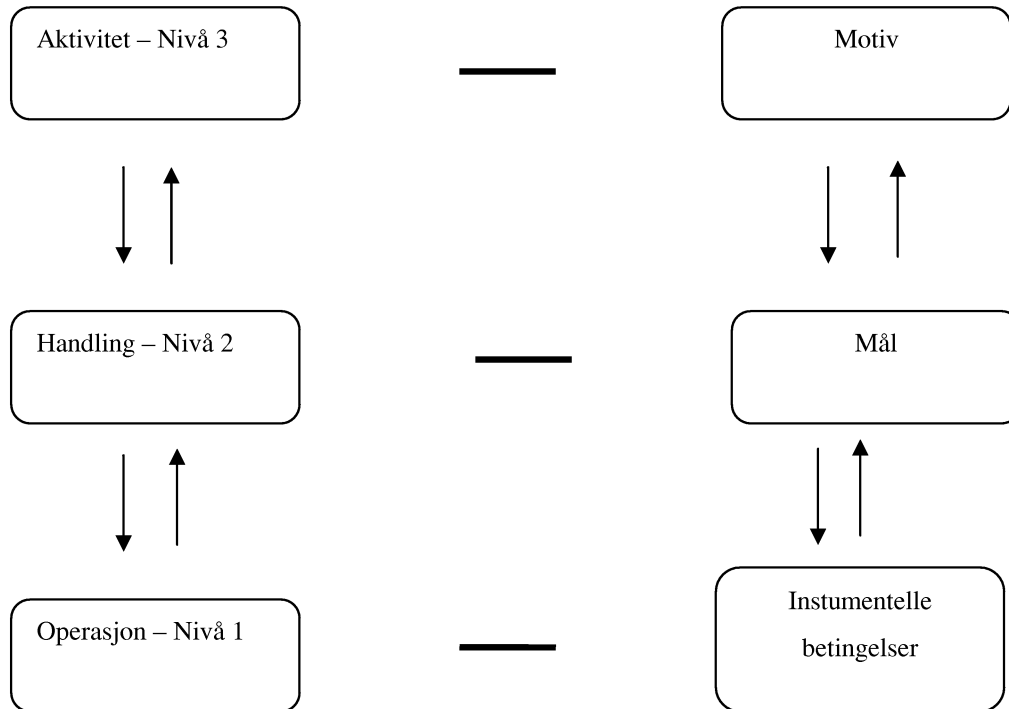 Aktivitet – Nivå 3
Motiv
Handling – Nivå 2
Mål
Operasjon – Nivå 1
Instumentelle
betingelser